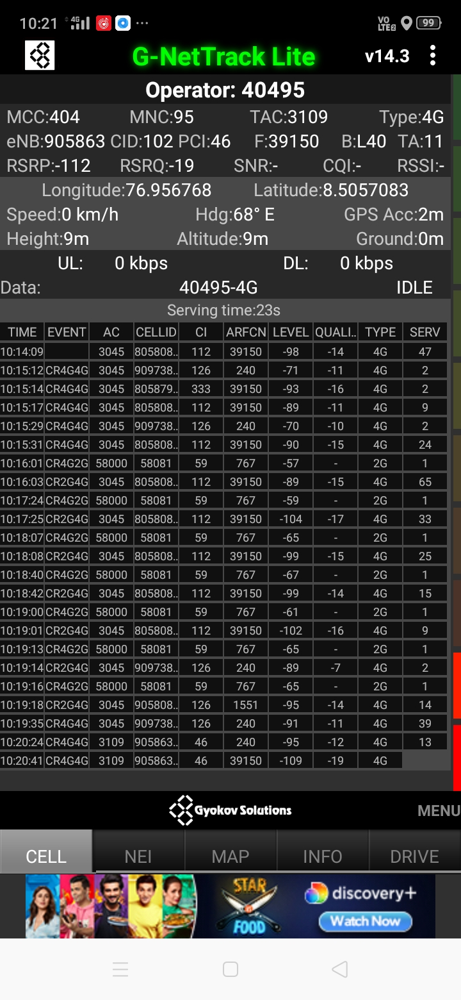 10:21 4G ... VO LTE2 99
G-NetTrack Lite v14.3
Operator: 40495
MCC:404 MNC:95 TAC:3109 Type:4G
eNB:905863 CID:102 PCI:46 F:39150 B:L40 TA:11
RSRP:-112 RSRQ:-19 SNR:- CQI:- RSSI:-
Longitude:76.956768 Latitude:8.5057083
Speed:0 km/h Hdg:68° E GPS Acc:2m
Height:9m Altitude:9m Ground:0m
UL: 0 kbps DL: 0 kbps
Data: 40495-4G IDLE
Serving time:23s
TIME EVENT AC CELLID CI ARFCN LEVEL QUALI.. TYPE SERV
10:14:09 3045 805808.. 112 39150 -98 -14 4G 47
10:15:12 CR4G4G 3045 909738.. 126 240 -71 -11 4G 2
10:15:14 CR4G4G 3045 805879.. 333 39150 -93 -16 4G 2
10:15:17 CR4G4G 3045 805808.. 112 39150 -89 -11 4G 9
10:15:29 CR4G4G 3045 909738.. 126 240 -70 -10 4G 2
10:15:31 CR4G4G 3045 805808.. 112 39150 -90 -15 4G 24
10:16:01 CR4G2G 58000 58081 59 767 -57 - 2G 1
10:16:03 CR2G4G 3045 805808.. 112 39150 -89 -15 4G 65
10:17:24 CR4G2G 58000 58081 59 767 -59 - 2G 1
10:17:25 CR2G4G 3045 805808.. 112 39150 -104 -17 4G 33
10:18:07 CR4G2G 58000 58081 59 767 -65 - 2G 1
10:18:08 CR2G4G 3045 805808.. 112 39150 -99 -15 4G 25
10:18:40 CR4G2G 58000 58081 59 767 -67 - 2G 1
10:18:42 CR2G4G 3045 805808.. 112 39150 -99 -14 4G 15
10:19:00 CR4G2G 58000 58081 59 767 -61 - 2G 1
10:19:01 CR2G4G 3045 805808.. 112 39150 -102 -16 4G 9
10:19:13 CR4G2G 58000 58081 59 767 -65 - 2G 1
10:19:14 CR2G4G 3045 909738.. 126 240 -89 -7 4G 2
10:19:16 CR4G2G 58000 58081 59 767 -65 - 2G 1
10:19:18 CR2G4G 3045 905808.. 126 1551 -95 -14 4G 14
10:19:35 CR4G4G 3045 909738.. 126 240 -91 -11 4G 39
10:20:24 CR4G4G 3109 905863.. 46 240 -95 -12 4G 13
10:20:41 CR4G4G 3109 905863.. 46 39150 -109 -19 4G
Gyokov Solutions MENU
CELL NEI MAP INFO DRIVE
STAR
FOOD
discovery+
Watch Now